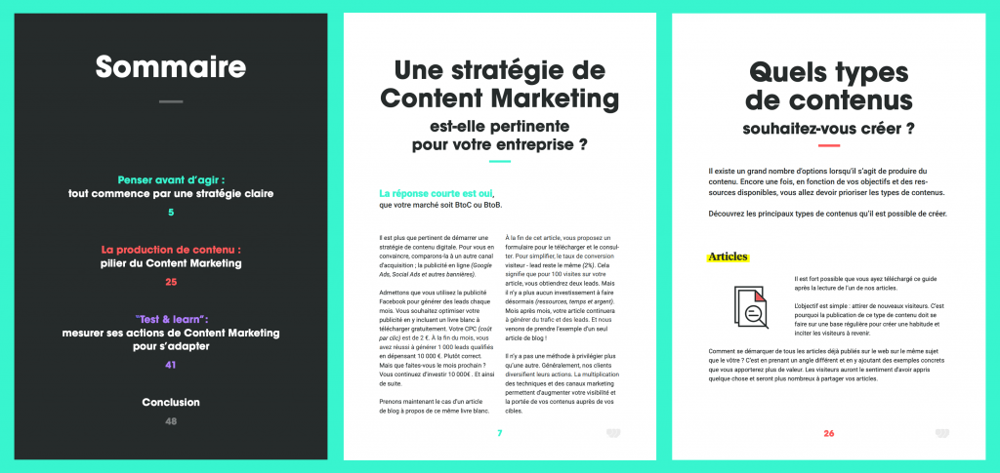 Sommaire
Penser avant d'agir :
tout commence par une stratégie claire
5
La production de contenu :
pilier du Content Marketing
25
"Test & learn" :
mesurer ses actions de Content Marketing
pour s'adapter
41
Conclusion
48
Une stratégie de
Content Marketing
est-elle pertinente
pour votre entreprise ?
La réponse courte est oui,
que votre marché soit BtoC ou BtoB.
Il est plus que pertinent de démarrer une
stratégie de contenu digitale. Pour vous en
convaincre, comparons-la à un autre canal
d'acquisition ; la publicité en ligne (Google
Ads, Social Ads et autres bannières).
Admettons que vous utilisez la publicité
Facebook pour générer des leads chaque
mois. Vous souhaitez optimiser votre
publicité en y incluant un livre blanc à
télécharger gratuitement. Votre CPC (coût
par clic) est de 2 €. À la fin du mois, vous
avez réussi à générer 1 000 leads qualifiés
en dépensant 10 000 €. Plutôt correct.
Mais que faites-vous le mois prochain ?
Vous continuez d'investir 10 000€ . Et ainsi
de suite.
Prenons maintenant le cas d'un article
de blog à propos de ce même livre blanc.
À la fin de cet article, vous proposez un
formulaire pour le télécharger et le consul-
ter. Pour simplifier, le taux de conversion
visiteur - lead reste le même (2%). Cela
signifie que pour 100 visites sur votre
article, vous obtiendrez deux leads. Mais
il n'y a plus aucun investissement à faire
désormais (ressources, temps et argent).
Mois après mois, votre article continuera
à générer du trafic et des leads. Et nous
venons de prendre l'exemple d'un seul
article de blog !
Il n'y a pas une méthode à privilégier plus
qu'une autre. Généralement, nos clients
diversifient leurs actions. La multiplication
des techniques et des canaux marketing
permettent d'augmenter votre visibilité et
la portée de vos contenus auprès de vos
cibles.
7
Quels types
de contenus
souhaitez-vous créer ?
Il existe un grand nombre d'options lorsqu'il s'agit de produire du
contenu. Encore une fois, en fonction de vos objectifs et des res-
sources disponibles, vous allez devoir prioriser les types de contenus.
Découvrez les principaux types de contenus qu'il est possible de créer.
Articles
Il est fort possible que vous ayez téléchargé ce guide
après la lecture de l'un de nos articles.
L'objectif est simple : attirer de nouveaux visiteurs. C'est
pourquoi la publication de ce type de contenu doit se
faire sur une base régulière pour créer une habitude et
inciter les visiteurs à revenir.
Comment se démarquer de tous les articles déjà publiés sur le web sur le même sujet
que le vôtre ? C'est en prenant un angle différent et en y ajoutant des exemples concrets
que vous apporterez plus de valeur. Les visiteurs auront le sentiment d'avoir appris
quelque chose et seront plus nombreux à partager vos articles.
26